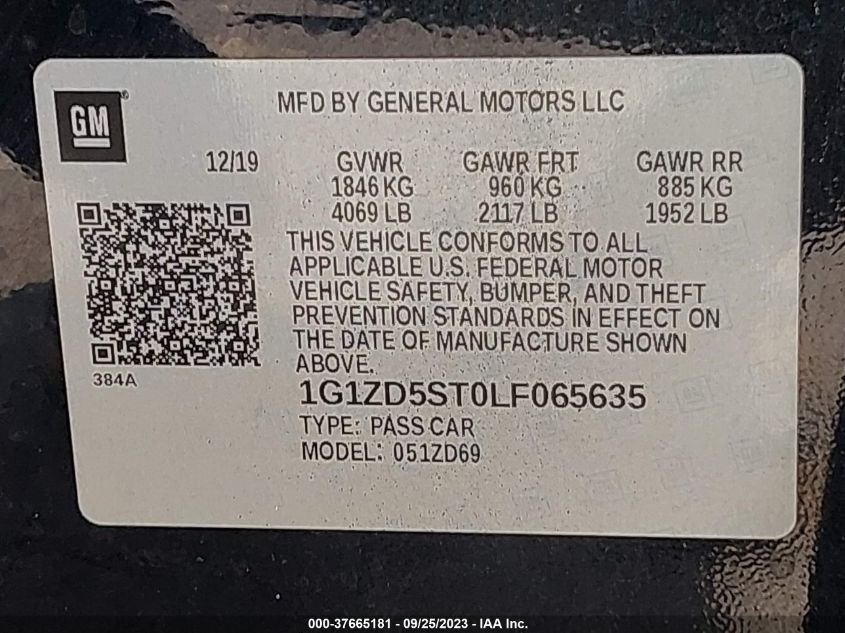 GM®
MFD BY GENERAL MOTORS LLC
12/19 GVWR GAWR FRT GAWR RR
1846 KG 960 KG 885 KG
4069 LB 2117 LB 1952 LB
THIS VEHICLE CONFORMS TO ALL
APPLICABLE U.S. FEDERAL MOTOR
VEHICLE SAFETY, BUMPER, AND THEFT
PREVENTION STANDARDS IN EFFECT ON
THE DATE OF MANUFACTURE SHOWN
ABOVE.
384A
1G1ZD5ST0LF065635
TYPE: PASS CAR
MODEL: 051ZD69
000-37665181 - 09/25/2023 - IAA Inc.